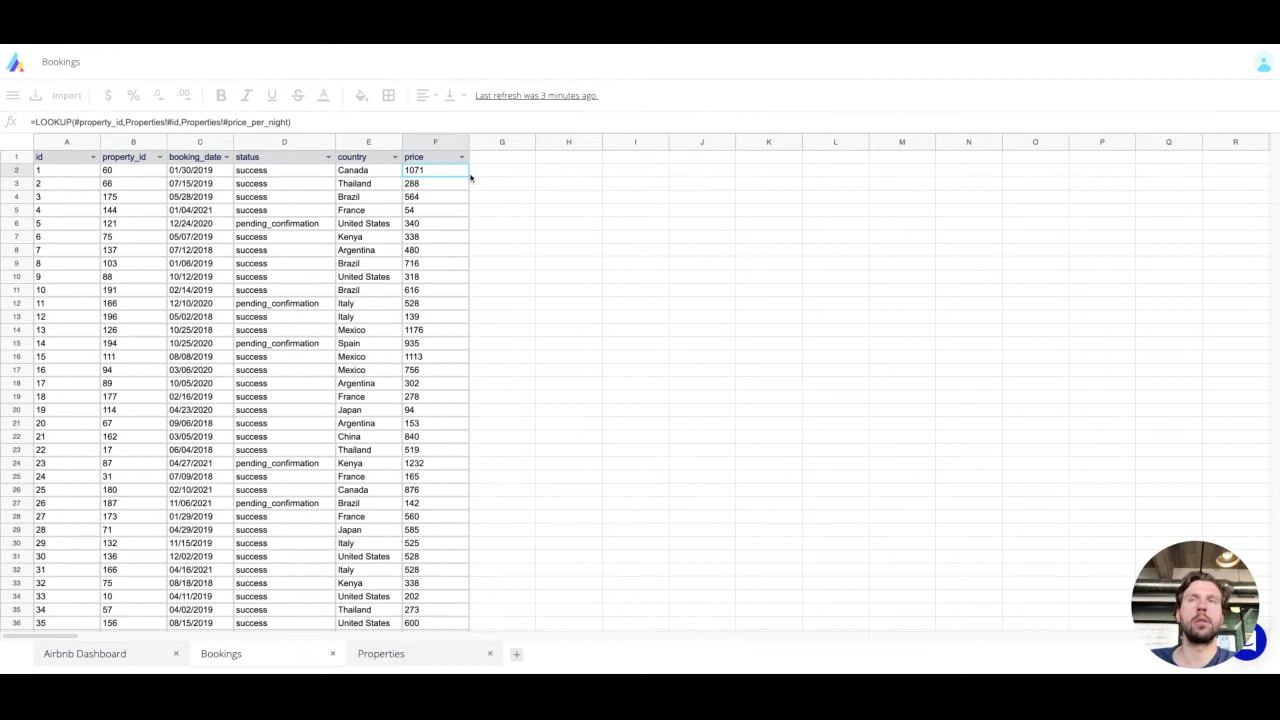 Bookings
Import $ % .0 .00 B I U S A Last refresh was 3 minutes ago.
fx =LOOKUP(#property_id,Properties!#id,Properties!#price_per_night)
A B C D E F G H I J K L M N O P Q R
1 id property_id booking_date status country price
2 1 60 01/30/2019 success Canada 1071
3 2 66 07/15/2019 success Thailand 288
4 3 175 05/28/2019 success Brazil 564
5 4 144 01/04/2021 success France 54
6 5 121 12/24/2020 pending_confirmation United States 340
7 6 75 05/07/2019 success Kenya 338
8 7 137 07/12/2018 success Argentina 480
9 8 103 01/06/2019 success Brazil 716
10 9 88 10/12/2019 success United States 318
11 10 191 02/14/2019 success Brazil 616
12 11 166 12/10/2020 pending_confirmation Italy 528
13 12 196 05/02/2018 success Italy 139
14 13 126 10/25/2018 success Mexico 1176
15 14 194 10/25/2020 pending_confirmation Spain 935
16 15 111 08/08/2019 success Mexico 1113
17 16 94 03/06/2020 success Mexico 756
18 17 89 10/05/2020 success Argentina 302
19 18 177 02/16/2019 success France 278
20 19 114 04/23/2020 success Japan 94
21 20 67 09/06/2018 success Argentina 153
22 21 162 03/05/2019 success China 840
23 22 17 06/04/2018 success Thailand 519
24 23 87 04/27/2021 pending_confirmation Kenya 1232
25 24 31 07/09/2018 success France 165
26 25 180 02/10/2021 success Canada 876
27 26 187 11/06/2021 pending_confirmation Brazil 142
28 27 173 01/29/2019 success France 560
29 28 71 04/29/2019 success Japan 585
30 29 132 11/15/2019 success Italy 525
31 30 136 12/02/2019 success United States 528
32 31 166 04/16/2021 success Italy 528
33 32 75 08/18/2018 success Kenya 338
34 33 10 04/11/2019 success United States 202
35 34 57 04/02/2019 success Thailand 273
36 35 156 08/15/2019 success United States 600
Airbnb Dashboard × Bookings × Properties × +